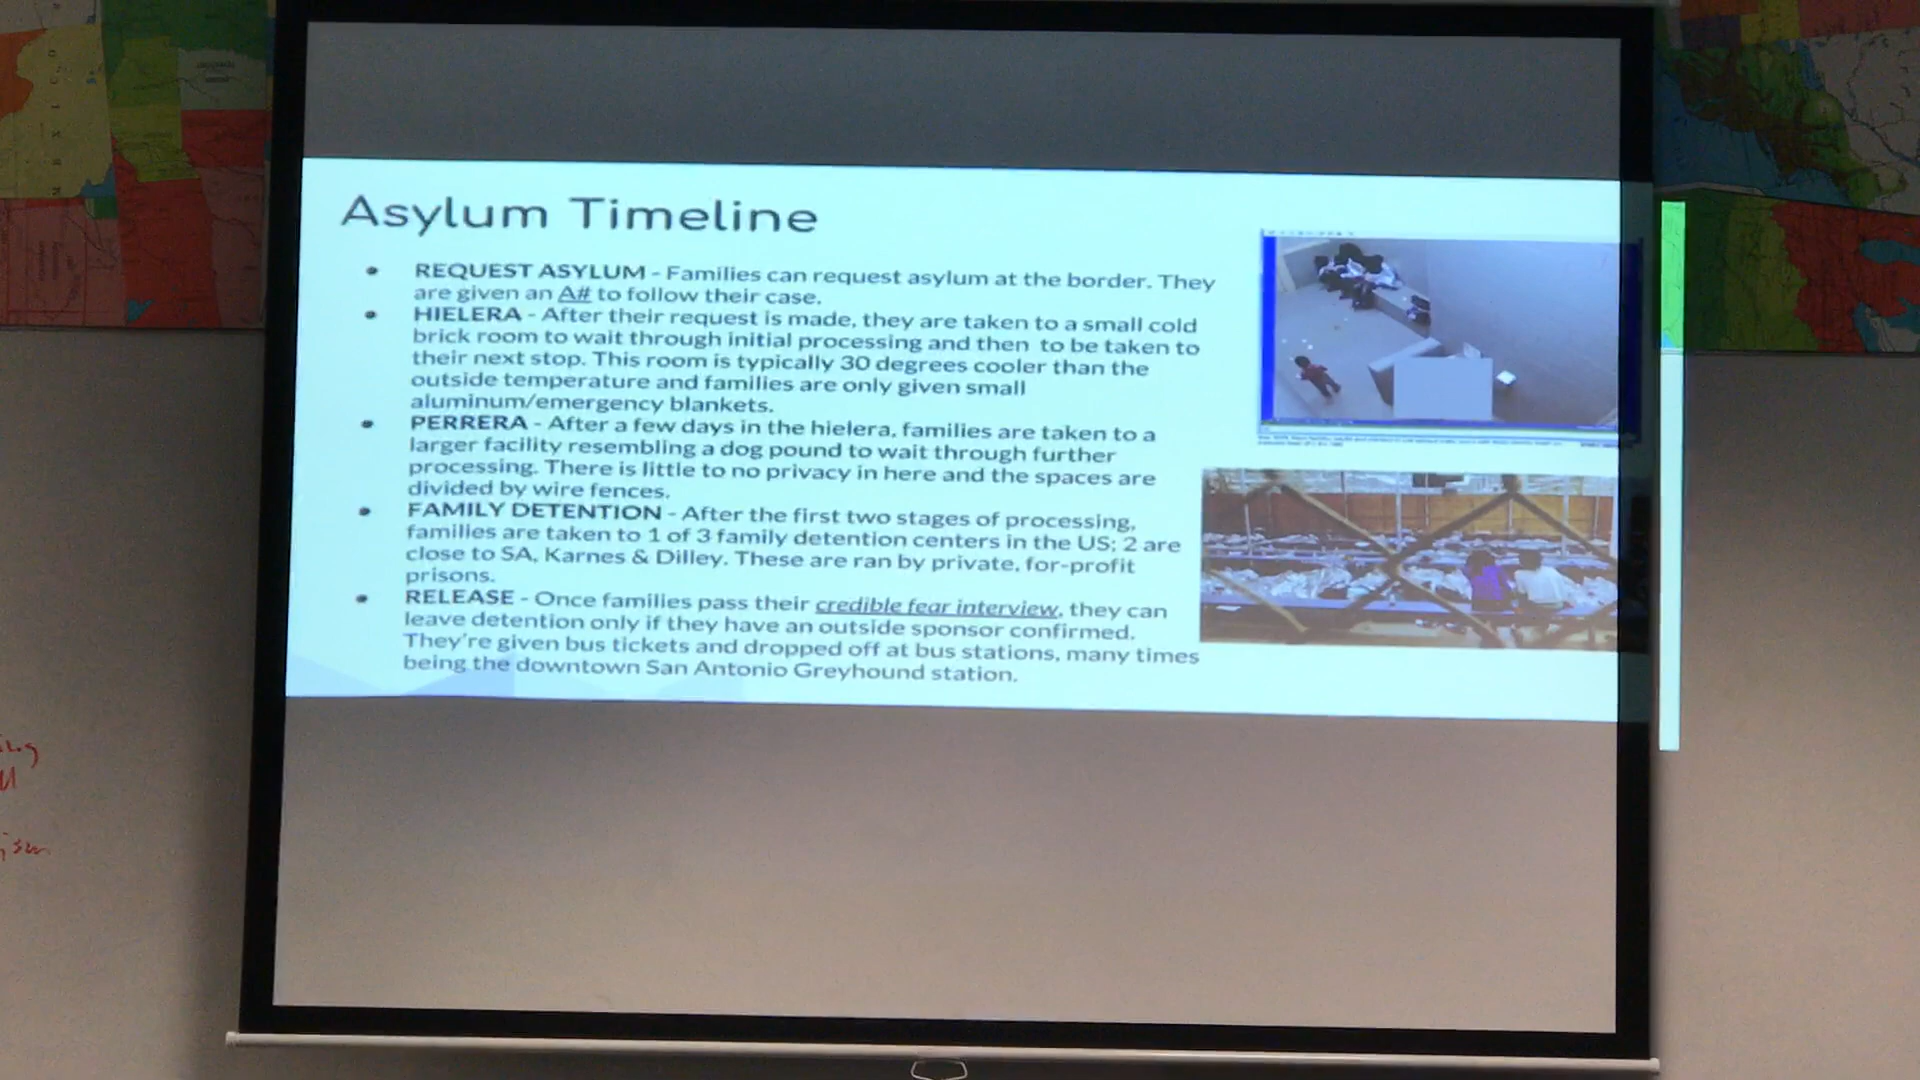 Asylum Timeline
• REQUEST ASYLUM - Families can request asylum at the border. They
are given an A# to follow their case.
• HIELERA - After their request is made, they are taken to a small cold
brick room to wait through initial processing and then to be taken to
their next stop. This room is typically 30 degrees cooler than the
outside temperature and families are only given small
aluminum/emergency blankets.
• PERRERA - After a few days in the hielera, families are taken to a
larger facility resembling a dog pound to wait through further
processing. There is little to no privacy in here and the spaces are
divided by wire fences.
• FAMILY DETENTION - After the first two stages of processing,
families are taken to 1 of 3 family detention centers in the US; 2 are
close to SA, Karnes & Dilley. These are ran by private, for-profit
prisons.
• RELEASE - Once families pass their credible fear interview, they can
leave detention only if they have an outside sponsor confirmed.
They're given bus tickets and dropped off at bus stations, many times
being the downtown San Antonio Greyhound station.